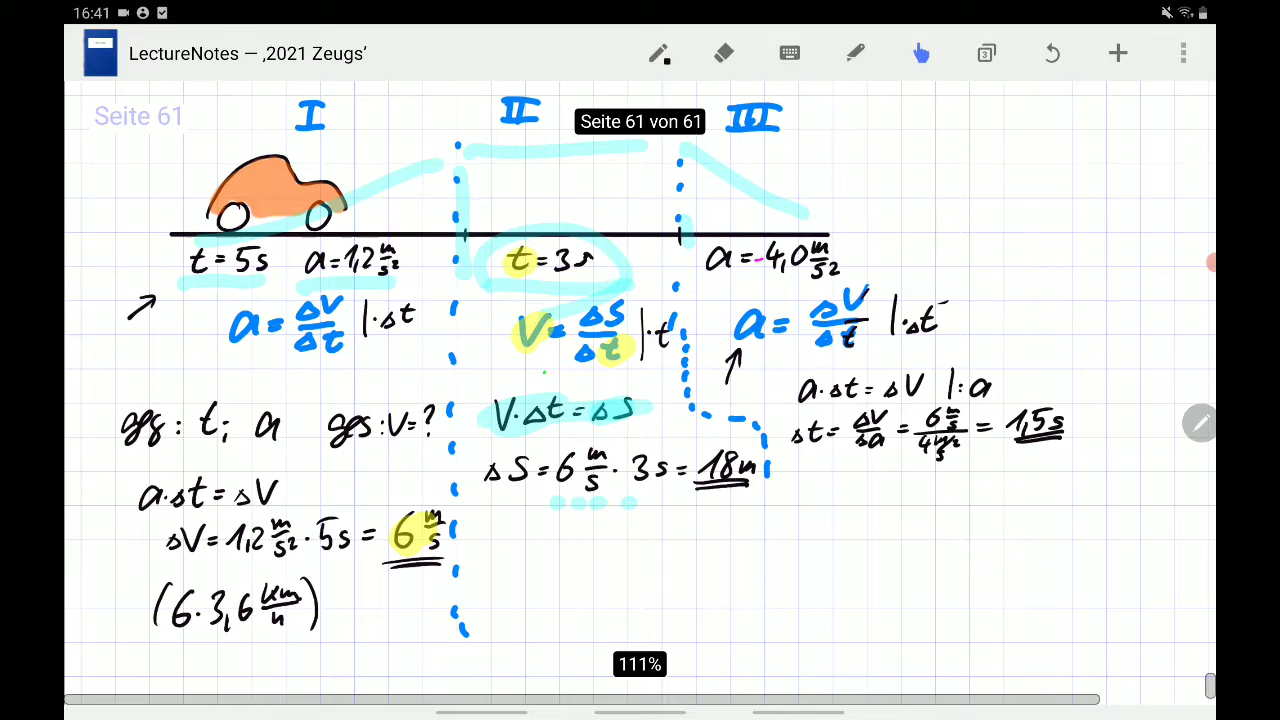 16:41
LectureNotes — ‚2021 Zeugs’
3
Seite 61
I
II
III
Seite 61 von 61
t = 5s
a = 1,2 m/s²
t = 3s
a = -4,0 m/s²
a = ΔV/Δt |·Δt
V = ΔS/Δt |·t
a = ΔV/Δt |·Δt
geg: t; a ges: V=?
a·Δt = ΔV
ΔV = 1,2 m/s² · 5s = 6 m/s
(6·3,6 km/h)
V·Δt = ΔS
ΔS = 6 m/s · 3s = 18m
a·Δt = ΔV |:a
Δt = ΔV/Δa = 6 m/s / 4 m/s² = 1,5s
111%